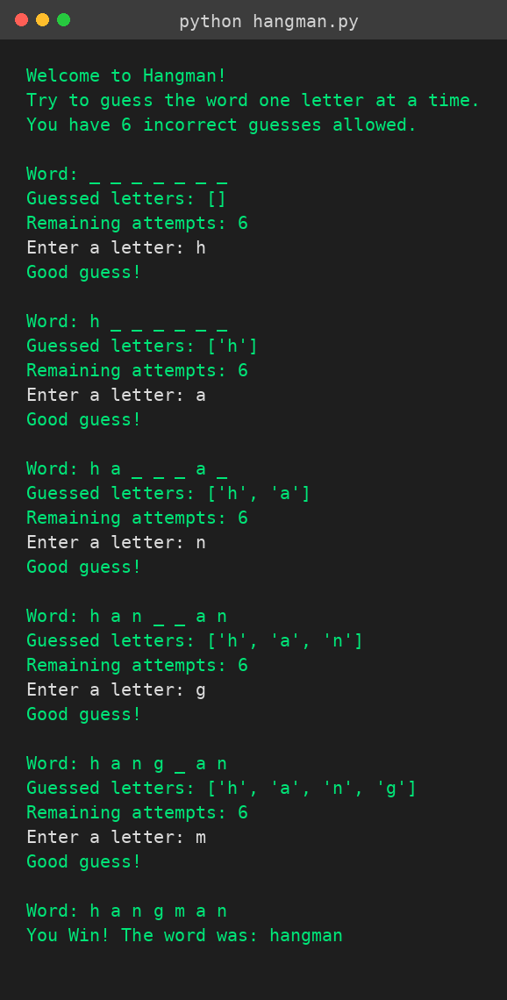 python hangman.py
Welcome to Hangman!
Try to guess the word one letter at a time.
You have 6 incorrect guesses allowed.
Word: _ _ _ _ _ _ _
Guessed letters: []
Remaining attempts: 6
Enter a letter: h
Good guess!
Word: h _ _ _ _ _ _
Guessed letters: ['h']
Remaining attempts: 6
Enter a letter: a
Good guess!
Word: h a _ _ _ a _
Guessed letters: ['h', 'a']
Remaining attempts: 6
Enter a letter: n
Good guess!
Word: h a n _ _ a n
Guessed letters: ['h', 'a', 'n']
Remaining attempts: 6
Enter a letter: g
Good guess!
Word: h a n g _ a n
Guessed letters: ['h', 'a', 'n', 'g']
Remaining attempts: 6
Enter a letter: m
Good guess!
Word: h a n g m a n
You Win! The word was: hangman